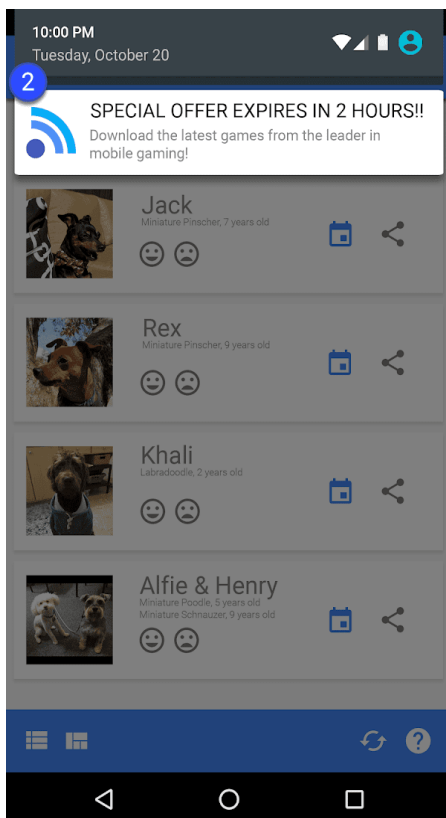 10:00 PM
Tuesday, October 20
2
SPECIAL OFFER EXPIRES IN 2 HOURS!!
Download the latest games from the leader in
mobile gaming!
Jack
Miniature Pinscher, 7 years old
Rex
Miniature Pinscher, 9 years old
Khali
Labradoodle, 2 years old
Alfie & Henry
Miniature Poodle, 5 years old
Miniature Schnauzer, 9 years old
?